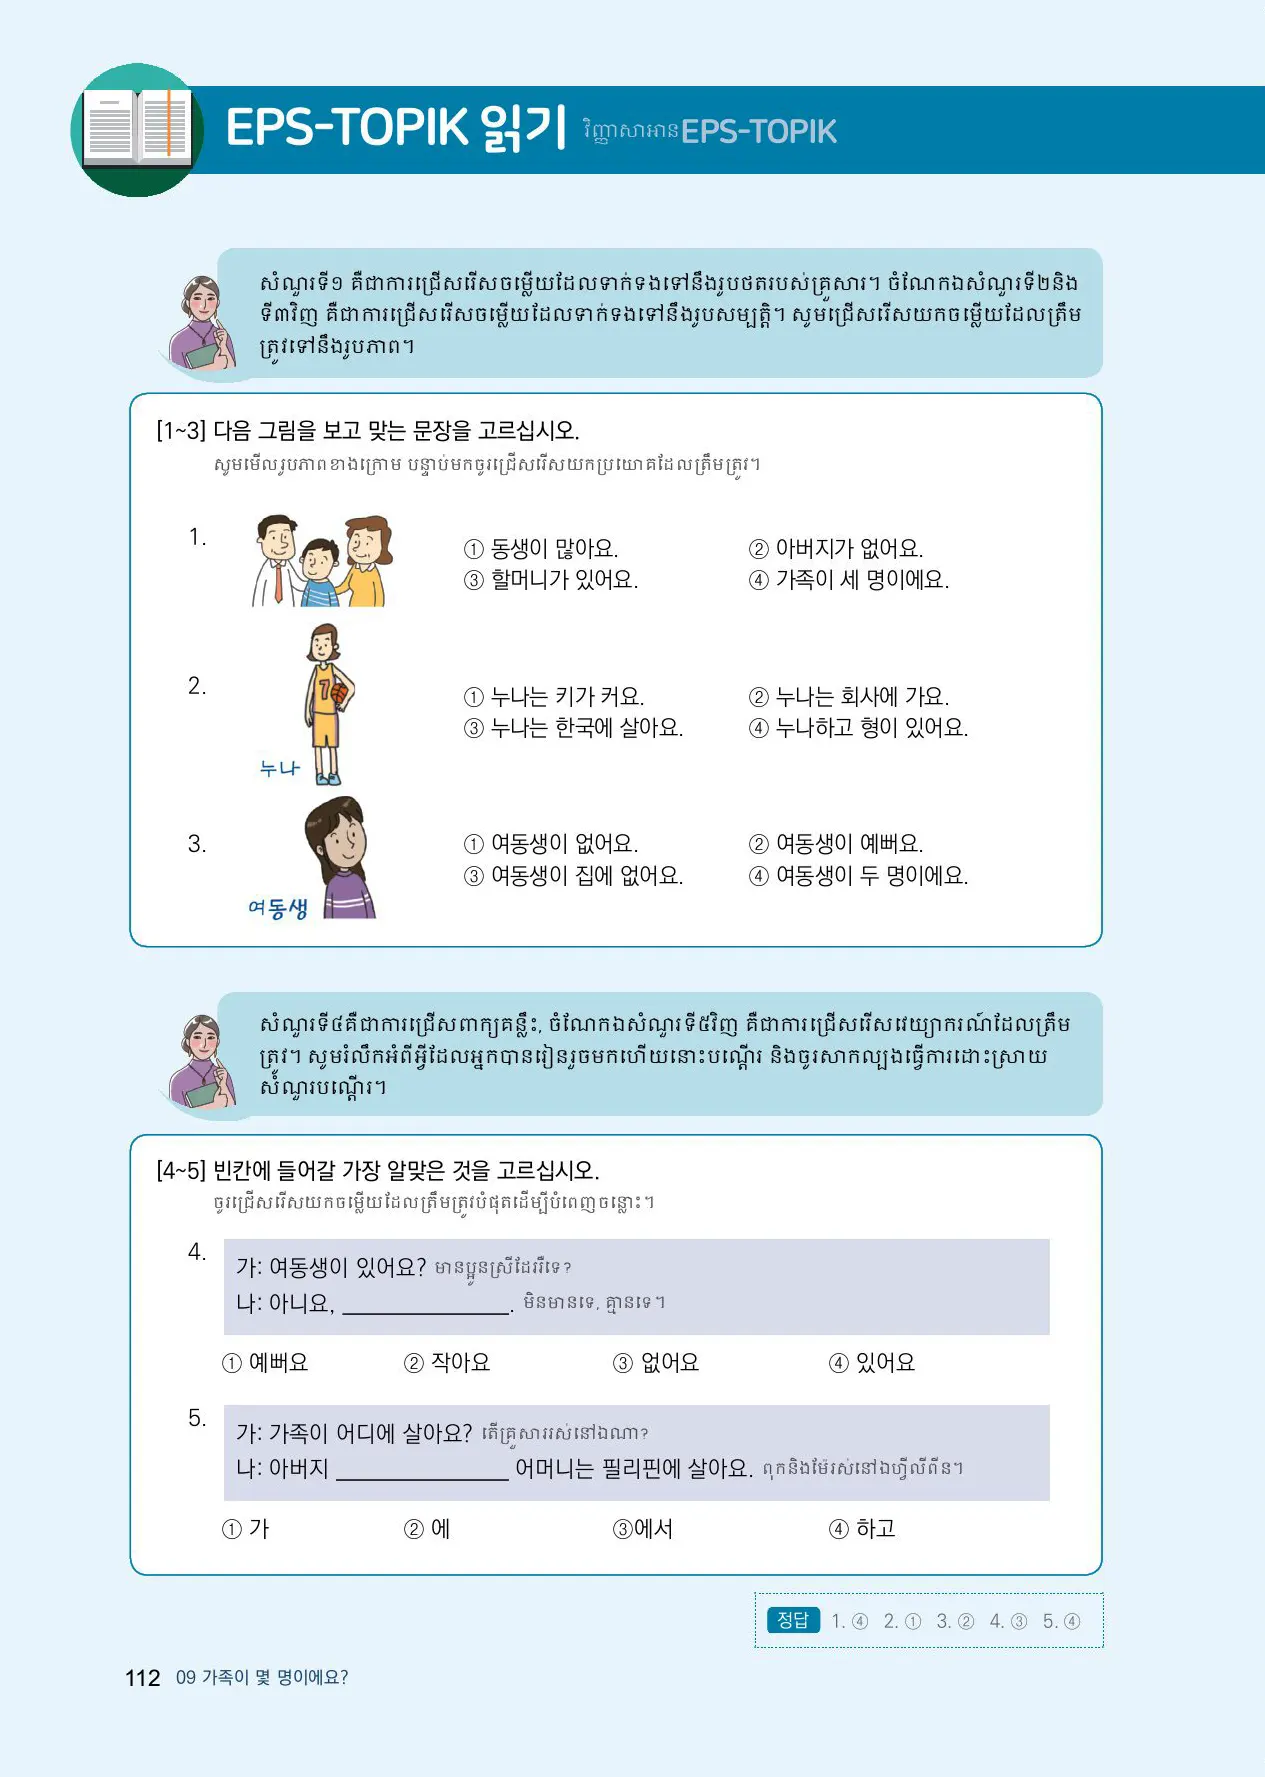 EPS-TOPIK 읽기 វិញ្ញាសាអានEPS-TOPIK
សំណួរទី១ គឺជាការជ្រើសរើសចម្លើយដែលទាក់ទងទៅនឹងរូបថតរបស់គ្រួសារ។ ចំណែកឯសំណួរទី២និង
ទី៣វិញ គឺជាការជ្រើសរើសចម្លើយដែលទាក់ទងទៅនឹងរូបសម្បត្តិ។ សូមជ្រើសរើសយកចម្លើយដែលត្រឹម
ត្រូវទៅនឹងរូបភាព។
[1~3] 다음 그림을 보고 맞는 문장을 고르십시오.
សូមមើលរូបភាពខាងក្រោម បន្ទាប់មកចូរជ្រើសរើសយកប្រយោគដែលត្រឹមត្រូវ។
1.
① 동생이 많아요. ② 아버지가 없어요.
③ 할머니가 있어요. ④ 가족이 세 명이에요.
2.
① 누나는 키가 커요. ② 누나는 회사에 가요.
③ 누나는 한국에 살아요. ④ 누나하고 형이 있어요.
누나
3.
① 여동생이 없어요. ② 여동생이 예뻐요.
③ 여동생이 집에 없어요. ④ 여동생이 두 명이에요.
여동생
សំណួរទី៤គឺជាការជ្រើសពាក្យគន្លឹះ, ចំណែកឯសំណួរទី៥វិញ គឺជាការជ្រើសរើសវេយ្យាករណ៍ដែលត្រឹម
ត្រូវ។ សូមរំលឹកអំពីអ្វីដែលអ្នកបានរៀនរួចមកហើយនោះបណ្តើរ និងចូរសាកល្បងធ្វើការដោះស្រាយ
សំណួរបណ្តើរ។
[4~5] 빈칸에 들어갈 가장 알맞은 것을 고르십시오.
ចូរជ្រើសរើសយកចម្លើយដែលត្រឹមត្រូវបំផុតដើម្បីបំពេញចន្លោះ។
4.
가: 여동생이 있어요? មានប្អូនស្រីដែររឺទេ?
나: 아니요, _______________. មិនមានទេ, គ្មានទេ។
① 예뻐요 ② 작아요 ③ 없어요 ④ 있어요
5.
가: 가족이 어디에 살아요? តើគ្រួសាររស់នៅឯណា?
나: 아버지 _______________ 어머니는 필리핀에 살아요. ពុកនិងម៉ែរស់នៅឯហ្វីលីពីន។
① 가 ② 에 ③에서 ④ 하고
정답 1. ④ 2. ① 3. ② 4. ③ 5. ④
112 09 가족이 몇 명이에요?